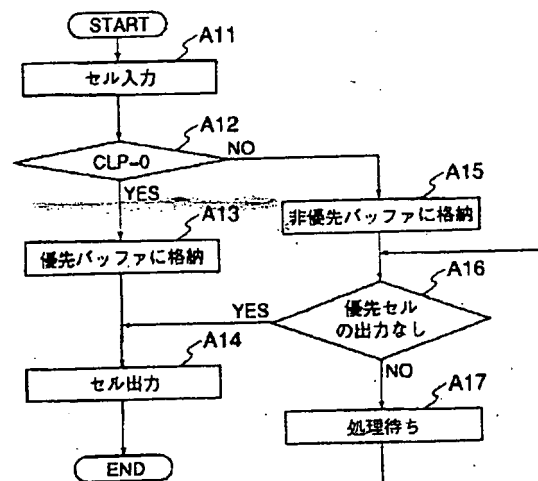 START
A11
セル入力
A12
CLP=0
NO
YES
A13
優先バッファに格納
A15
非優先バッファに格納
A16
優先セル
の出力なし
YES
NO
A14
セル出力
A17
処理待ち
END